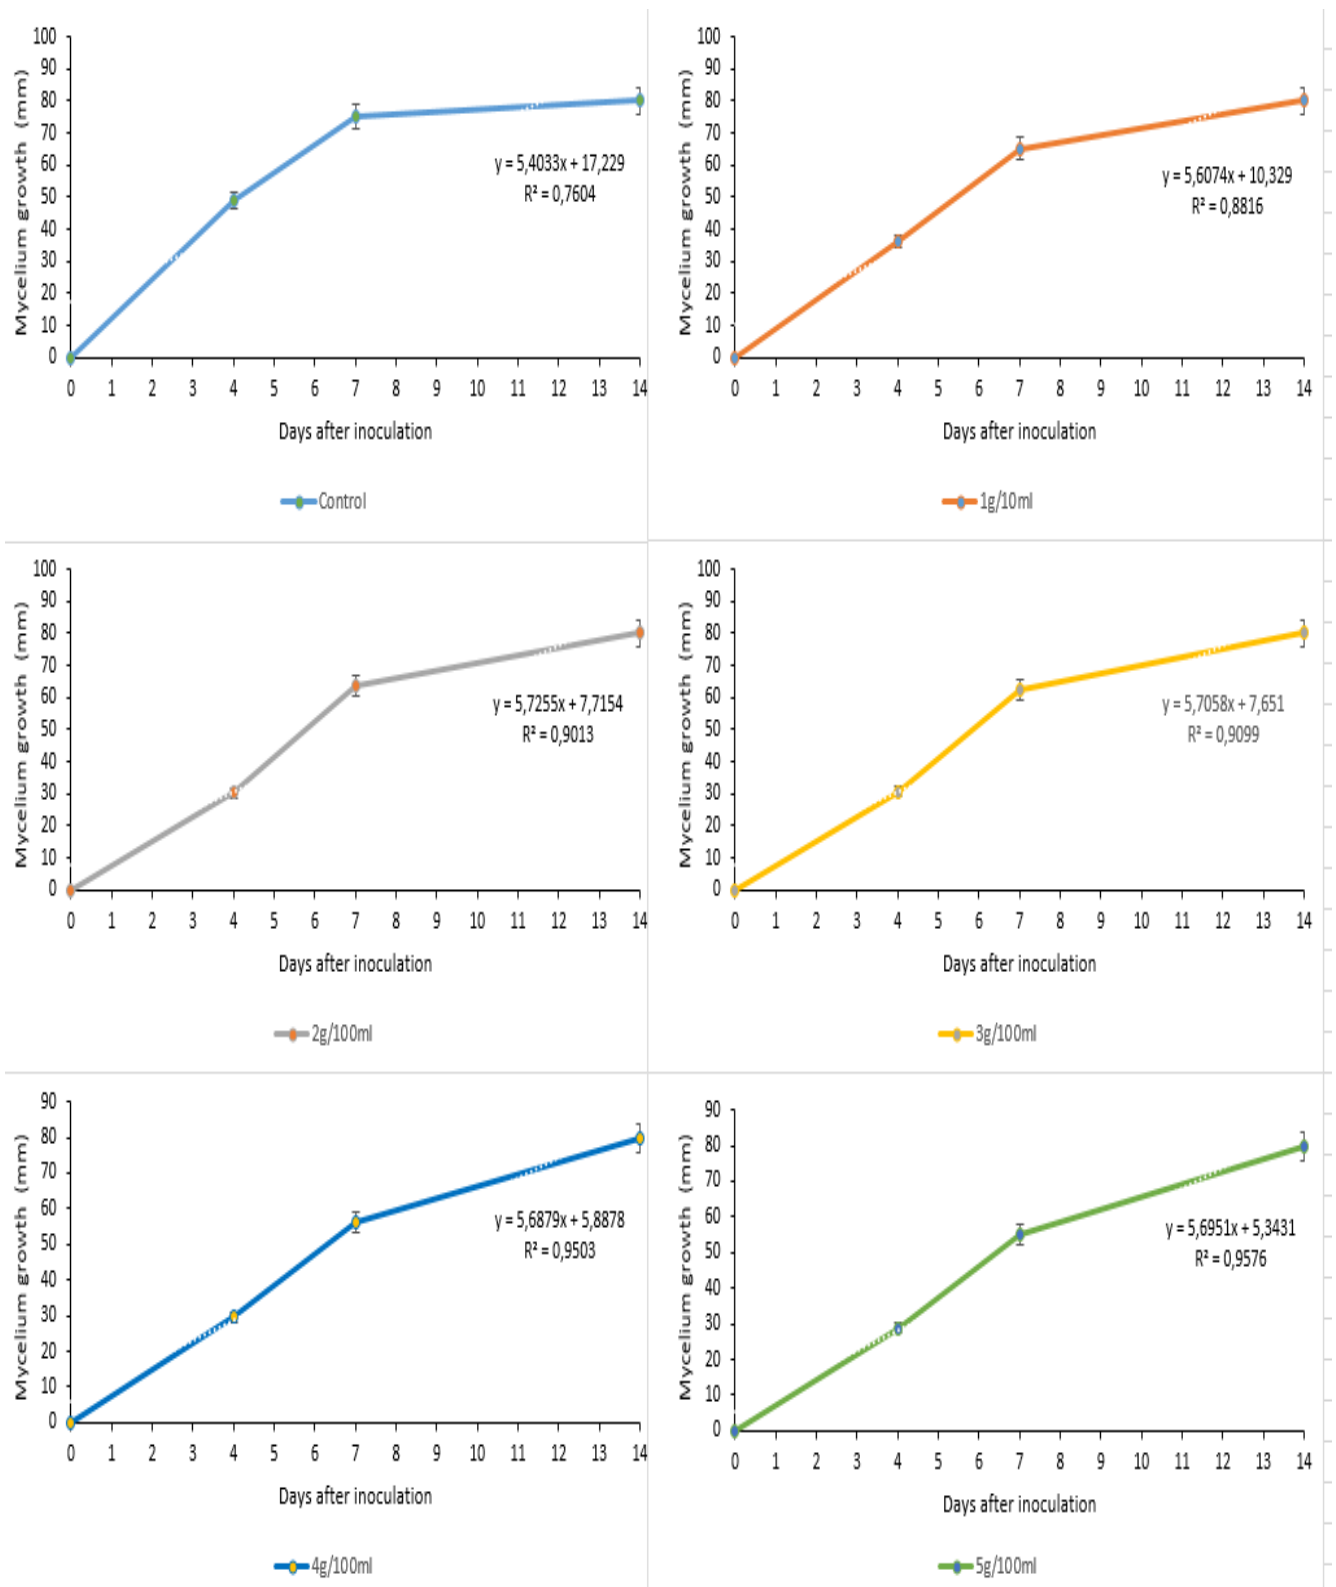 100
90
80
70
60
50
40
30
20
10
0
Mycelium growth (mm)
y = 5,4033x + 17,229
R² = 0,7604
0 1 2 3 4 5 6 7 8 9 10 11 12 13 14
Days after inoculation
Control
100
90
80
70
60
50
40
30
20
10
0
Mycelium growth (mm)
y = 5,6074x + 10,329
R² = 0,8816
0 1 2 3 4 5 6 7 8 9 10 11 12 13 14
Days after inoculation
1g/10ml
100
90
80
70
60
50
40
30
20
10
0
Mycelium growth (mm)
y = 5,7255x + 7,7154
R² = 0,9013
0 1 2 3 4 5 6 7 8 9 10 11 12 13 14
Days after inoculation
2g/100ml
100
90
80
70
60
50
40
30
20
10
0
Mycelium growth (mm)
y = 5,7058x + 7,651
R² = 0,9099
0 1 2 3 4 5 6 7 8 9 10 11 12 13 14
Days after inoculation
3g/100ml
90
80
70
60
50
40
30
20
10
0
Mycelium growth (mm)
y = 5,6879x + 5,8878
R² = 0,9503
0 1 2 3 4 5 6 7 8 9 10 11 12 13 14
Days after inoculation
4g/100ml
90
80
70
60
50
40
30
20
10
0
Mycelium growth (mm)
y = 5,6951x + 5,3431
R² = 0,9576
0 1 2 3 4 5 6 7 8 9 10 11 12 13 14
Days after inoculation
5g/100ml